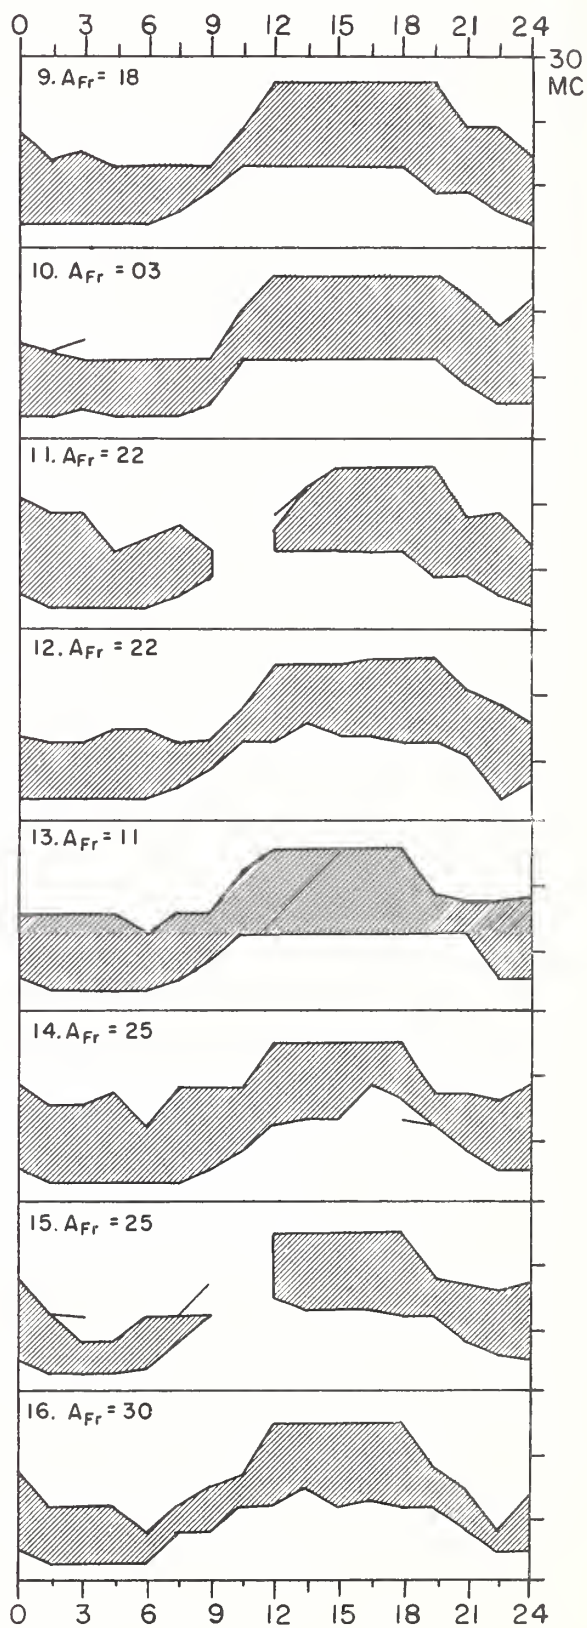 0 3 6 9 12 15 18 21 24
30
MC
9. AFr = 18
10. AFr = 03
11. AFr = 22
12. AFr = 22
13. AFr = 11
14. AFr = 25
15. AFr = 25
16. AFr = 30
0 3 6 9 12 15 18 21 24